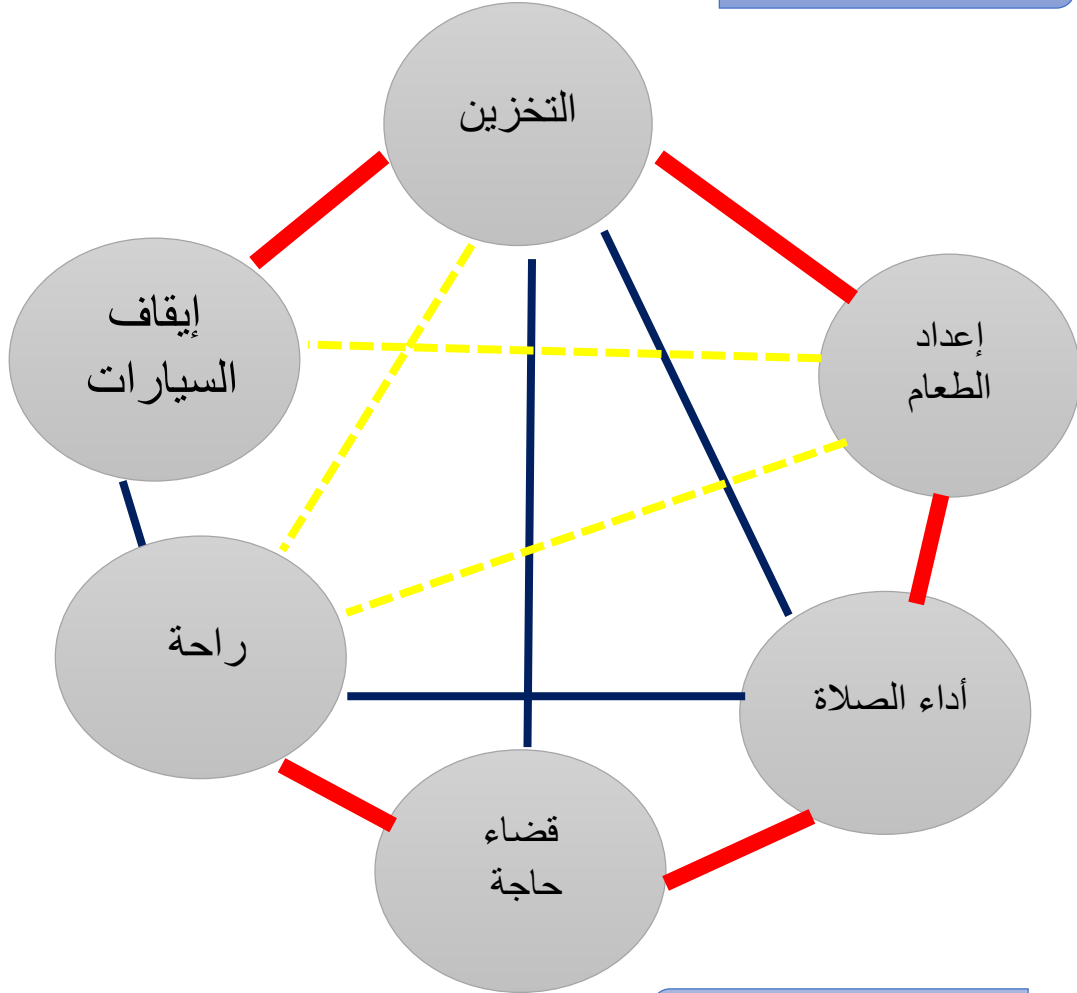 التخزين
إيقاف
السيارات
إعداد
الطعام
راحة
أداء الصلاة
قضاء
حاجة